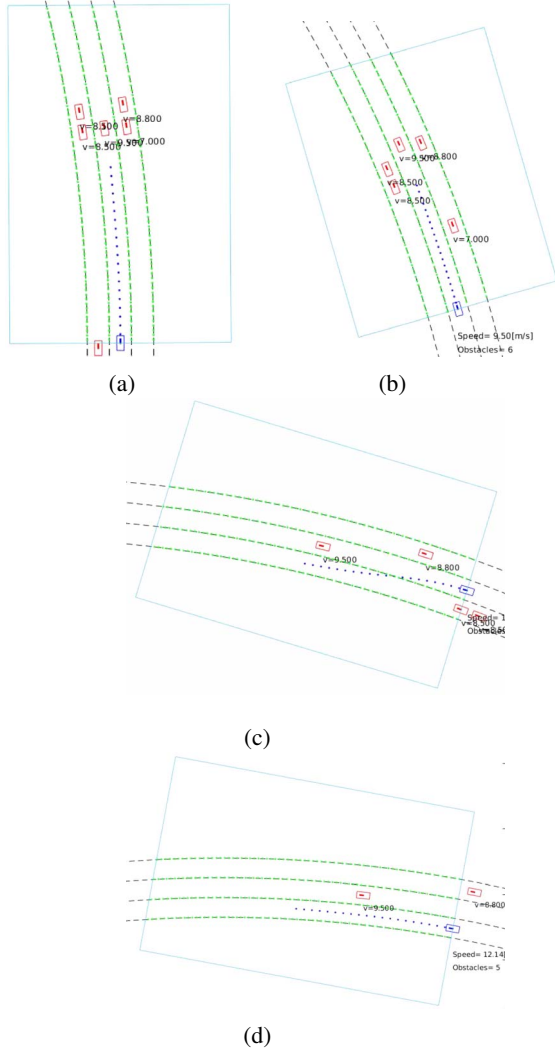 v=8.800
v=8.500
v=9.500
v=7.000
v=8.500
(a)
v=9.500
v=8.800
v=8.500
v=8.500
v=7.000
Speed= 9.50[m/s]
Obstacles= 6
(b)
v=9.500
v=8.800
v=8.500
(c)
v=9.500
v=8.800
Speed= 12.14[
Obstacles= 5
(d)